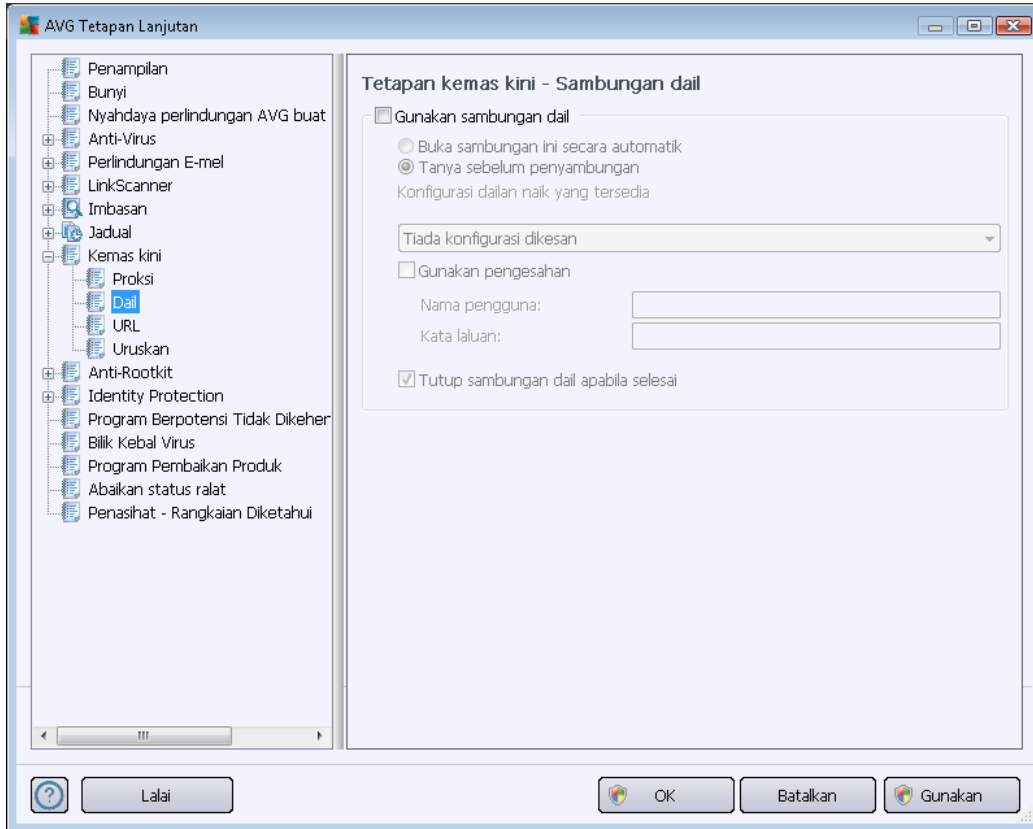 AVG Tetapan Lanjutan
Penampilan
Bunyi
Nyahdaya perlindungan AVG buat
Anti-Virus
Perlindungan E-mel
LinkScanner
Imbasan
Jadual
Kemas kini
Proksi
Dail
URL
Uruskan
Anti-Rootkit
Identity Protection
Program Berpotensi Tidak Dikeher
Bilik Kebal Virus
Program Pembaikan Produk
Abaikan status ralat
Penasihat - Rangkaian Diketahui
Tetapan kemas kini - Sambungan dail
Gunakan sambungan dail
Buka sambungan ini secara automatik
Tanya sebelum penyambungan
Konfigurasi dailan naik yang tersedia
Tiada konfigurasi dikesan
Gunakan pengesahan
Nama pengguna:
Kata laluan:
Tutup sambungan dail apabila selesai
Lalai
OK
Batalkan
Gunakan